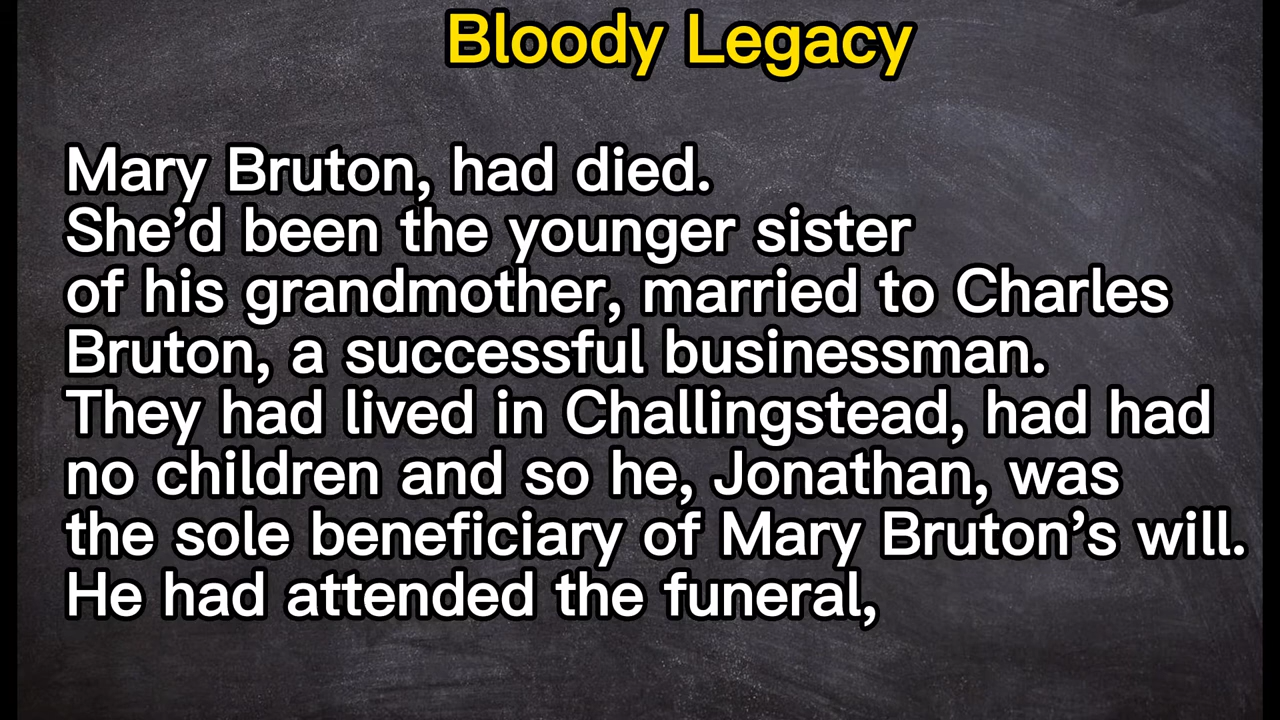 Bloody Legacy
Mary Bruton, had died.
She’d been the younger sister
of his grandmother, married to Charles
Bruton, a successful businessman.
They had lived in Challingstead, had had
no children and so he, Jonathan, was
the sole beneficiary of Mary Bruton’s will.
He had attended the funeral,